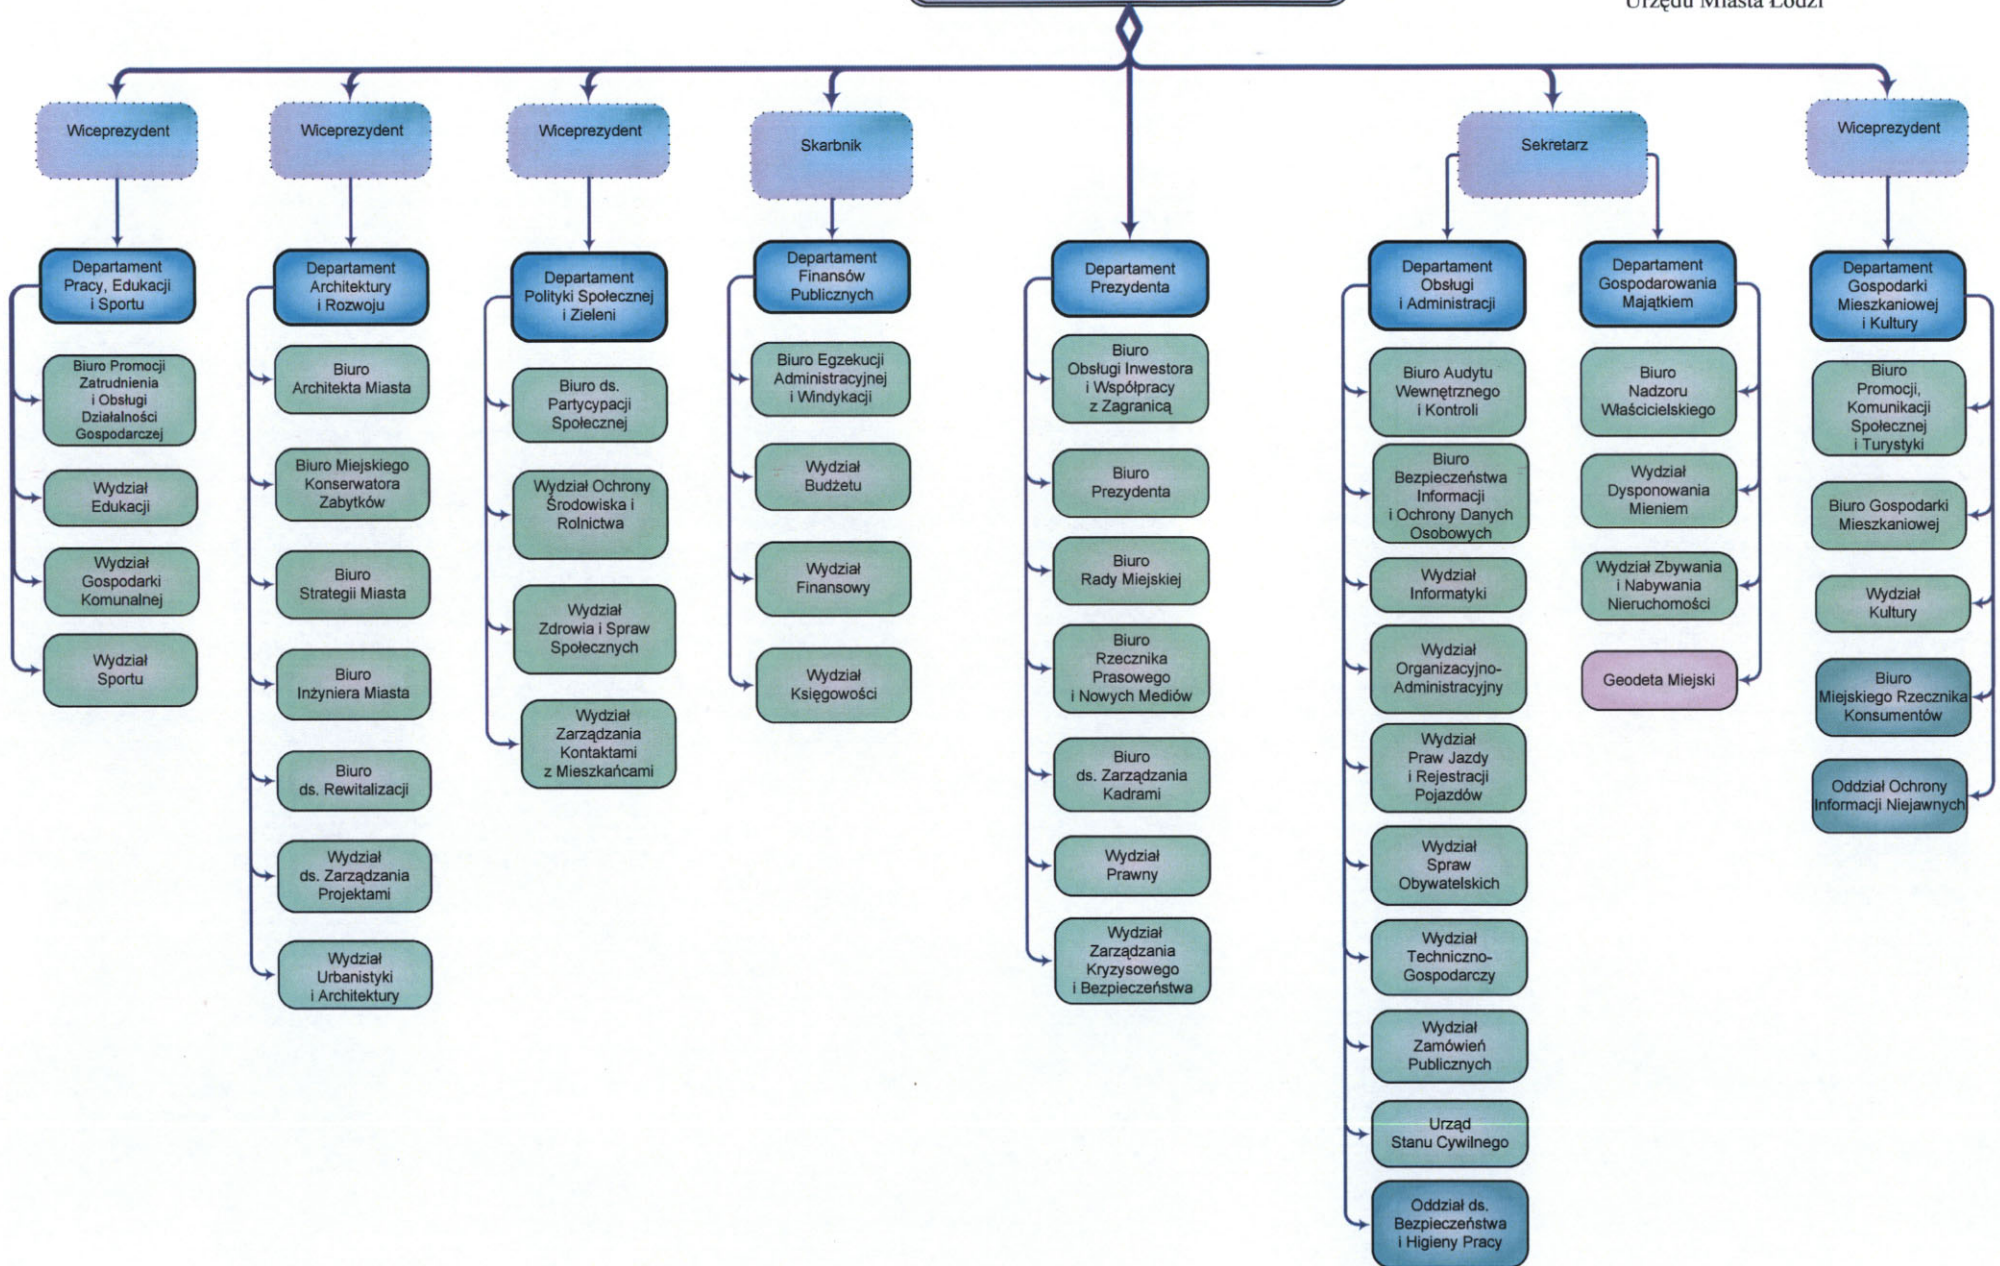 Urzędu Miasta Łodzi
Wiceprezydent
Wiceprezydent
Wiceprezydent
Skarbnik
Sekretarz
Wiceprezydent
Departament
Pracy, Edukacji
i Sportu
Biuro Promocji
Zatrudnienia
i Obsługi
Działalności
Gospodarczej
Wydział
Edukacji
Wydział
Gospodarki
Komunalnej
Wydział
Sportu
Departament
Architektury
i Rozwoju
Biuro
Architekta Miasta
Biuro Miejskiego
Konserwatora
Zabytków
Biuro
Strategii Miasta
Biuro
Inżyniera Miasta
Biuro
ds. Rewitalizacji
Wydział
ds. Zarządzania
Projektami
Wydział
Urbanistyki
i Architektury
Departament
Polityki Społecznej
i Zieleni
Biuro ds.
Partycypacji
Społecznej
Wydział Ochrony
Środowiska i
Rolnictwa
Wydział
Zdrowia i Spraw
Społecznych
Wydział
Zarządzania
Kontaktami
z Mieszkańcami
Departament
Finansów
Publicznych
Biuro Egzekucji
Administracyjnej
i Windykacji
Wydział
Budżetu
Wydział
Finansowy
Wydział
Księgowości
Departament
Prezydenta
Biuro
Obsługi Inwestora
i Współpracy
z Zagranicą
Biuro
Prezydenta
Biuro
Rady Miejskiej
Biuro
Rzecznika
Prasowego
i Nowych Mediów
Biuro
ds. Zarządzania
Kadrami
Wydział
Prawny
Wydział
Zarządzania
Kryzysowego
i Bezpieczeństwa
Departament
Obsługi
i Administracji
Biuro Audytu
Wewnętrznego
i Kontroli
Biuro
Bezpieczeństwa
Informacji
i Ochrony Danych
Osobowych
Wydział
Informatyki
Wydział
Organizacyjno-
Administracyjny
Wydział
Praw Jazdy
i Rejestracji
Pojazdów
Wydział
Spraw
Obywatelskich
Wydział
Techniczno-
Gospodarczy
Wydział
Zamówień
Publicznych
Urząd
Stanu Cywilnego
Oddział ds.
Bezpieczeństwa
i Higieny Pracy
Departament
Gospodarowania
Majątkiem
Biuro
Nadzoru
Właścicielskiego
Wydział
Dysponowania
Mieniem
Wydział Zbywania
i Nabywania
Nieruchomości
Geodeta Miejski
Departament
Gospodarki
Mieszkaniowej
i Kultury
Biuro
Promocji,
Komunikacji
Społecznej
i Turystyki
Biuro Gospodarki
Mieszkaniowej
Wydział
Kultury
Biuro
Miejskiego Rzecznika
Konsumentów
Oddział Ochrony
Informacji Niejawnych